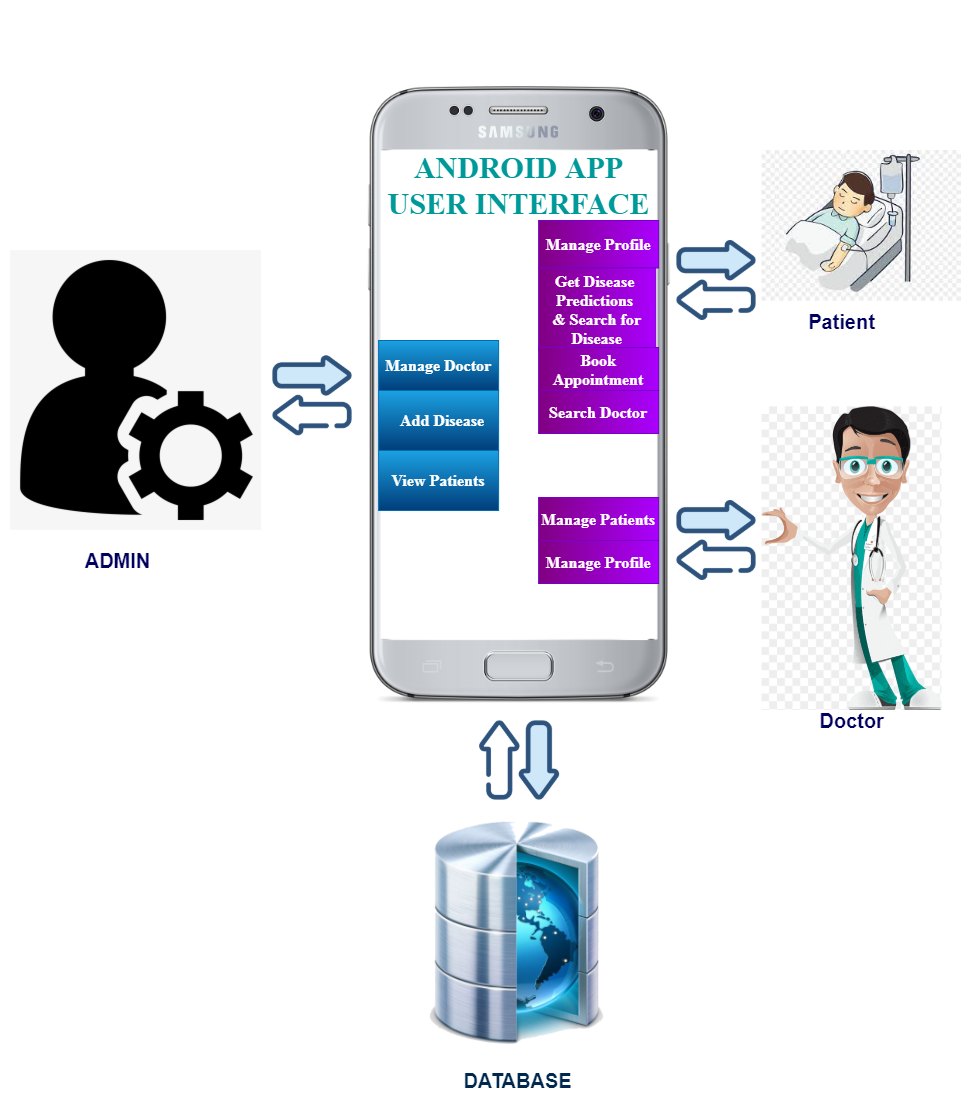 SAMSUNG
ANDROID APP
USER INTERFACE
Manage Profile
Get Disease
Predictions
& Search for
Disease
Book
Appointment
Search Doctor
Patient
Manage Doctor
Add Disease
View Patients
ADMIN
Manage Patients
Manage Profile
Doctor
DATABASE